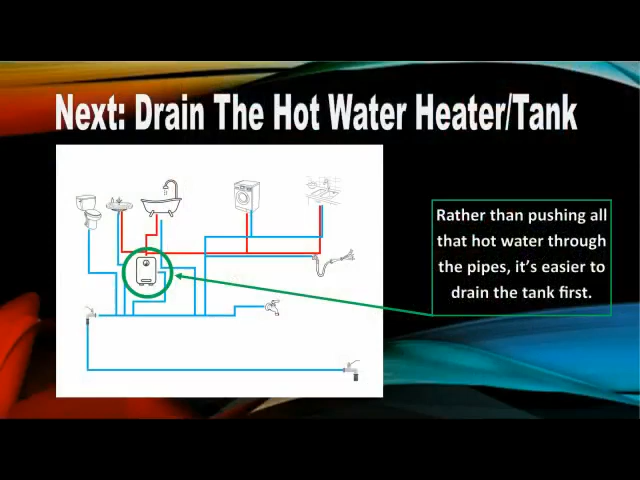 Next: Drain The Hot Water Heater/Tank
Rather than pushing all
that hot water through
the pipes, it's easier to
drain the tank first.